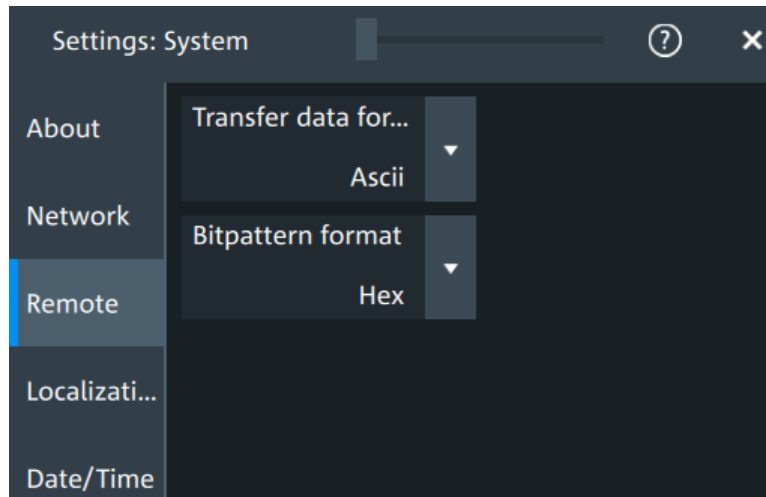 Settings: System
?
About
Network
Remote
Localizati...
Date/Time
Transfer data for...
Ascii
Bitpattern format
Hex